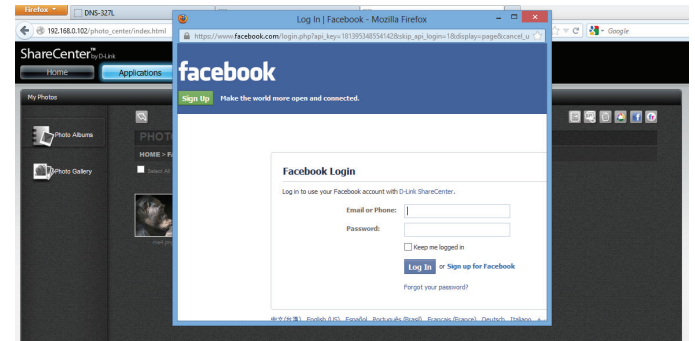 Firefox
DNS-327L
Log In | Facebook - Mozilla Firefox
192.168.0.102/photo_center/index.html
https://www.facebook.com/login.php?api_key=181395348554142&skip_api_login=1&display=page&cancel_u
Google
ShareCenter™ by D-Link
Home
Applications
facebook
Sign Up Make the world more open and connected.
My Photos
Photo Albums
PHOT
HOME > F
Photo Gallery
Select All
Facebook Login
Log in to use your Facebook account with D-Link ShareCenter.
Email or Phone:
Password:
Keep me logged in
Log In or Sign up for Facebook
Forgot your password?
中文(台灣) English (US) Español Português (Brasil) Français (France) Deutsch Italiano